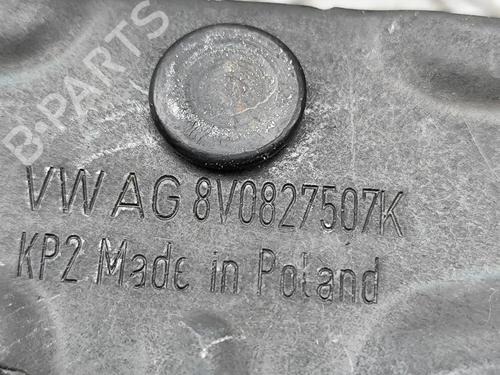 B-PARTS
VW AG 8V0827507K
KP2 Made in Poland